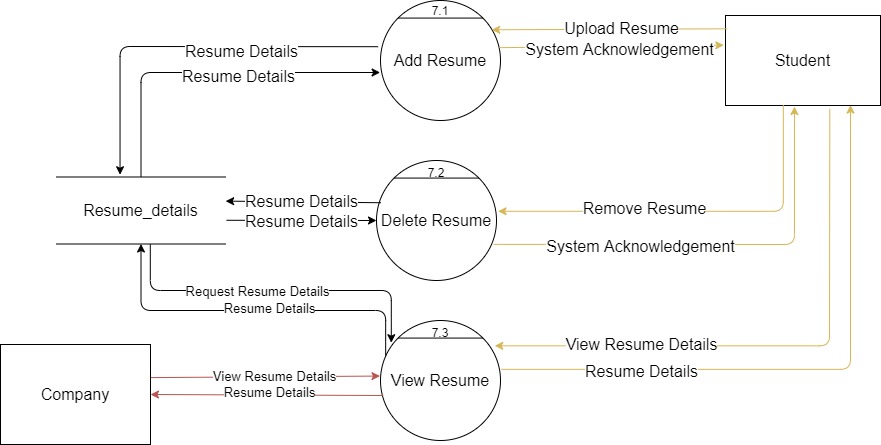 7.1
Add Resume
Upload Resume
System Acknowledgement
Student
Resume Details
Resume Details
Resume_details
7.2
Delete Resume
Resume Details
Resume Details
Remove Resume
System Acknowledgement
Request Resume Details
Resume Details
7.3
View Resume
View Resume Details
Resume Details
Company
View Resume Details
Resume Details